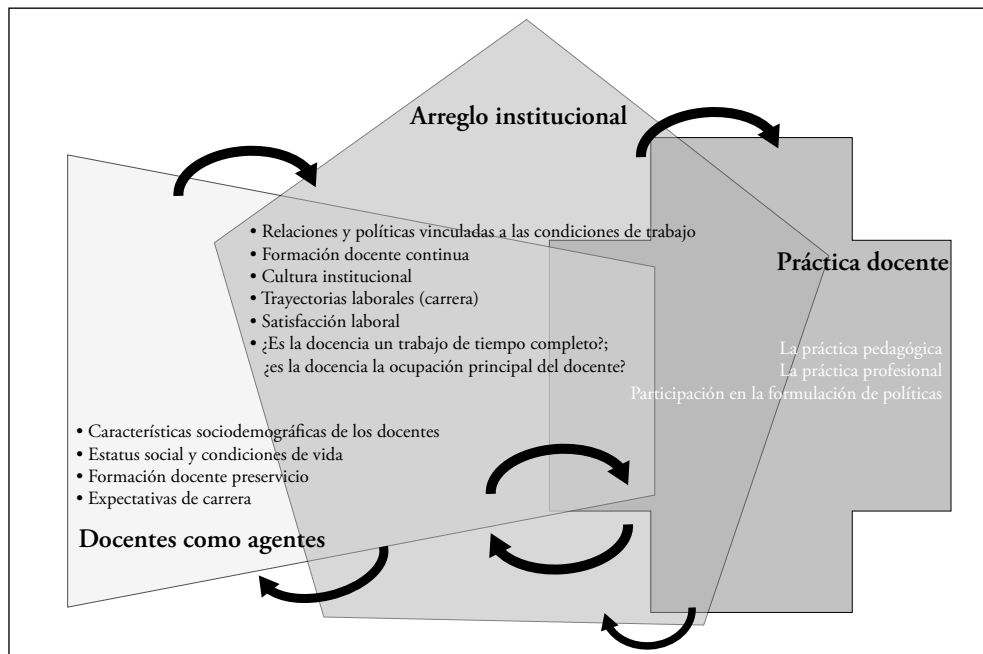 Arreglo institucional
• Relaciones y políticas vinculadas a las condiciones de trabajo
• Formación docente continua
• Cultura institucional
• Trayectorias laborales (carrera)
• Satisfacción laboral
• ¿Es la docencia un trabajo de tiempo completo?;
¿es la docencia la ocupación principal del docente?
Práctica docente
La práctica pedagógica
La práctica profesional
Participación en la formulación de políticas
• Características sociodemográficas de los docentes
• Estatus social y condiciones de vida
• Formación docente preservicio
• Expectativas de carrera
Docentes como agentes